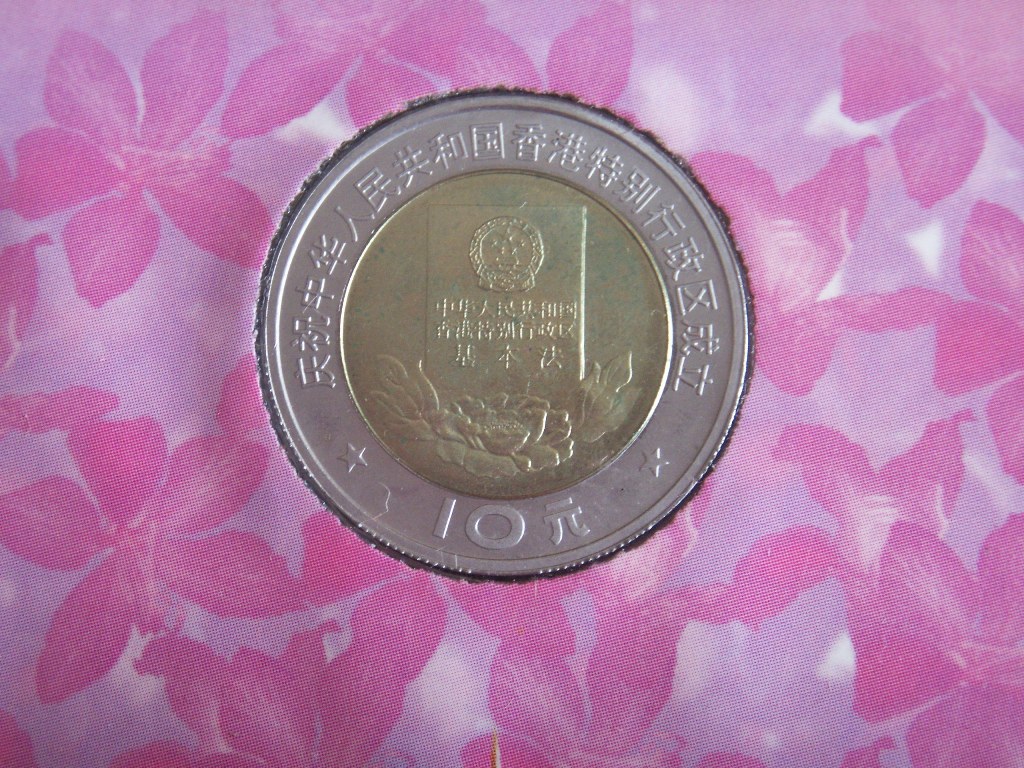 庆祝中华人民共和国香港特别行政区成立
中华人民共和国
香港特别行政区
基本法
10元